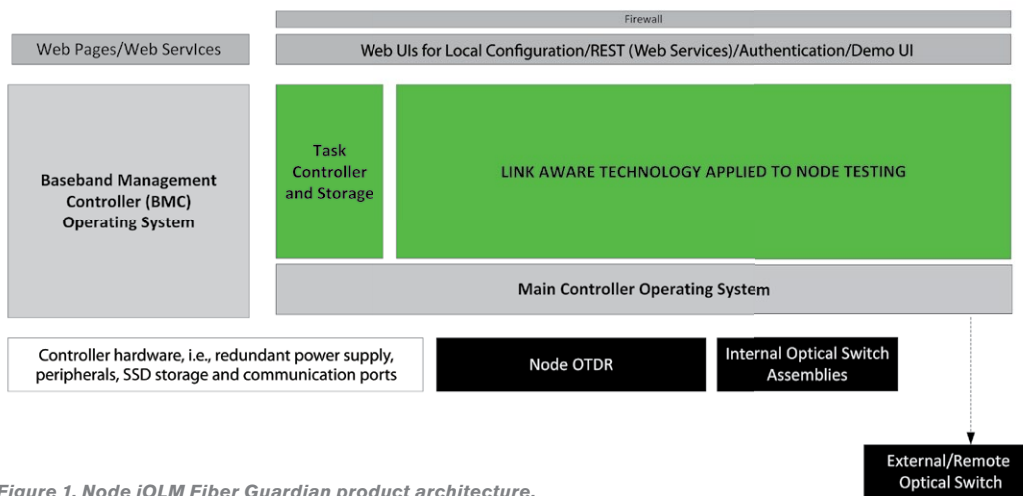 Firewall
Web Pages/Web Services
Web UIs for Local Configuration/REST (Web Services)/Authentication/Demo UI
Baseband Management
Controller (BMC)
Operating System
Task
Controller
and Storage
LINK AWARE TECHNOLOGY APPLIED TO NODE TESTING
Main Controller Operating System
Controller hardware, i.e., redundant power supply,
peripherals, SSD storage and communication ports
Node OTDR
Internal Optical Switch
Assemblies
External/Remote
Optical Switch
Figure 1. Node iOLM Fiber Guardian product architecture.